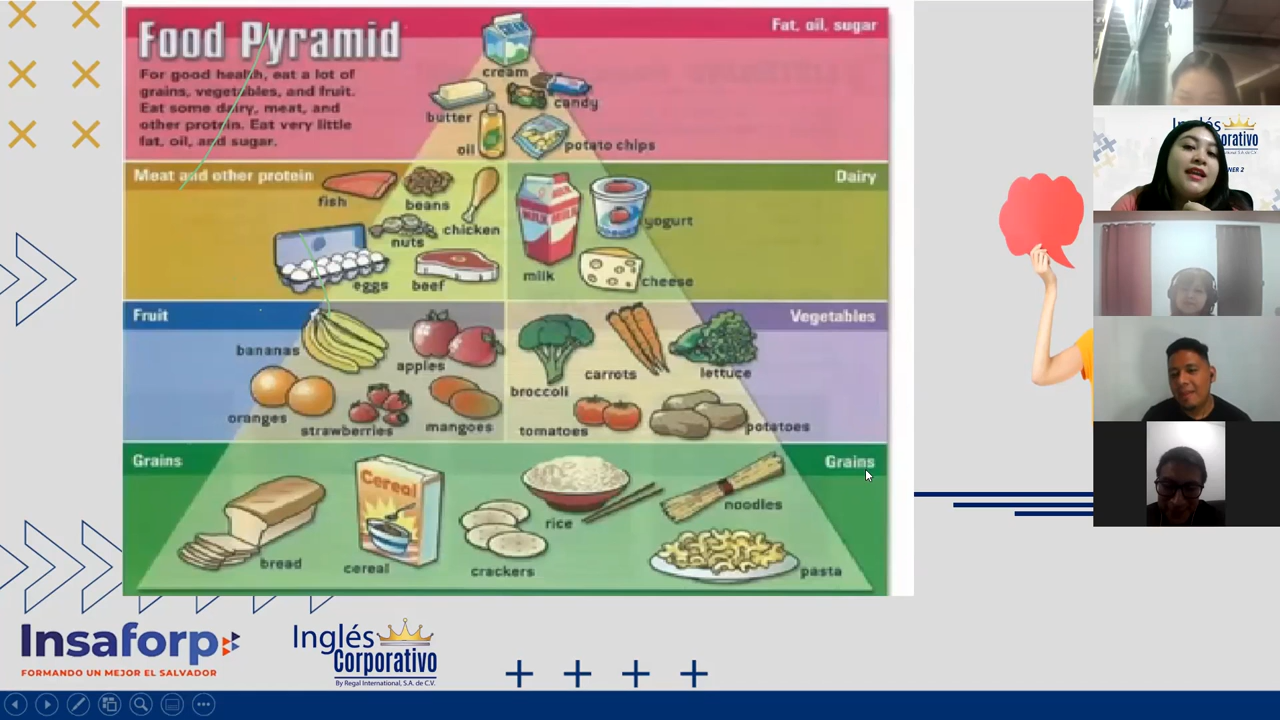 Food Pyramid
For good health, eat a lot of
grains, vegetables, and fruit.
Eat some dairy, meat, and
other protein. Eat very little
fat, oil, and sugar.
Fat, oil, sugar
cream
butter
candy
oil
potato chips
Meat and other protein
fish
beans
chicken
nuts
eggs
beef
Dairy
MILK
yogurt
milk
cheese
Fruit
bananas
apples
oranges
strawberries
mangoes
Vegetables
broccoli
carrots
lettuce
tomatoes
potatoes
Grains
Grains
Cereal
bread
cereal
crackers
rice
noodles
pasta
Insaforp
FORMANDO UN MEJOR EL SALVADOR
Inglés
Corporativo
By Regal International, S.A. de C.V.
Inglés